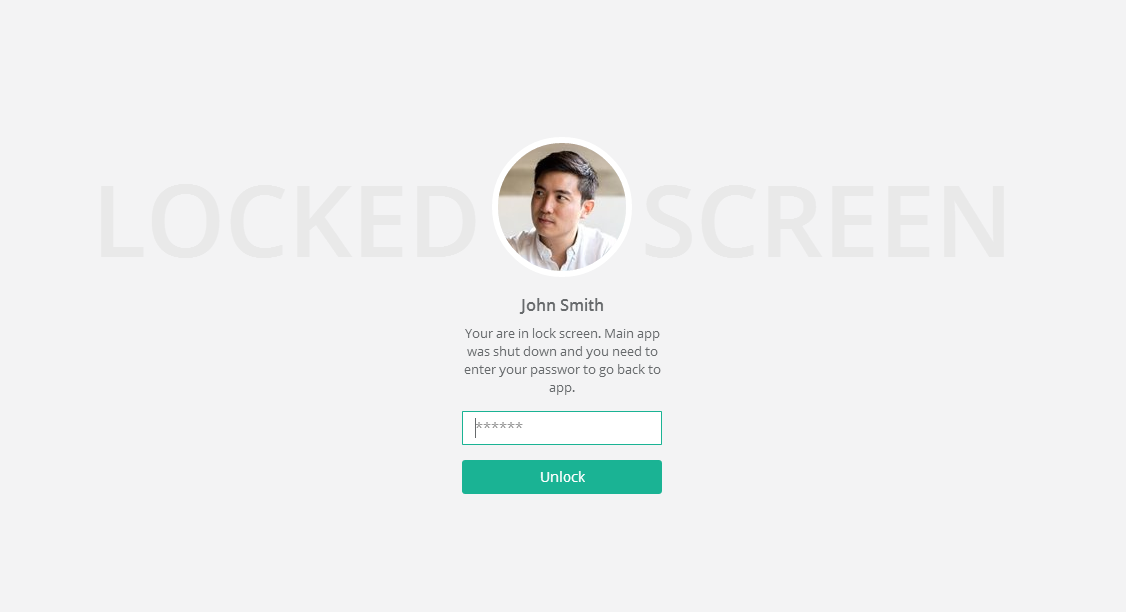 LOCKED SCREEN
John Smith
Your are in lock screen. Main app
was shut down and you need to
enter your passwor to go back to
app.
******
Unlock